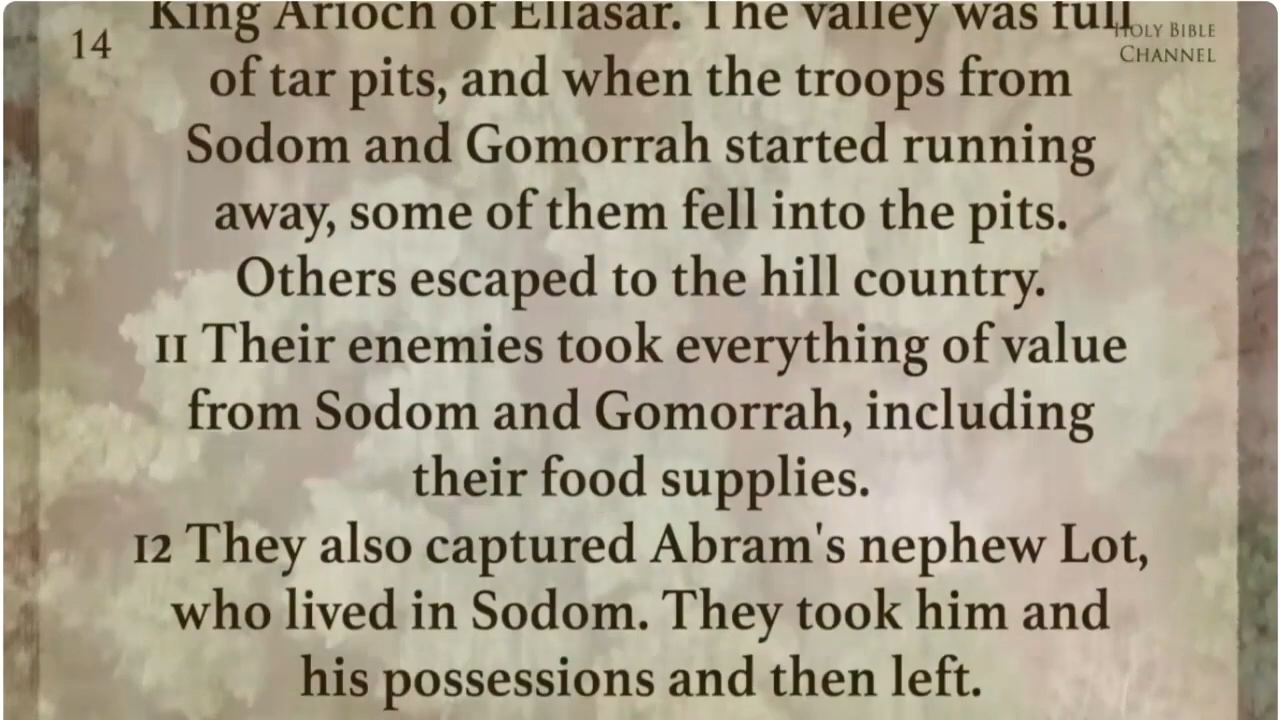 King Arioch of Ellasar. The valley was full
14
HOLY BIBLE
CHANNEL
of tar pits, and when the troops from
Sodom and Gomorrah started running
away, some of them fell into the pits.
Others escaped to the hill country.
11 Their enemies took everything of value
from Sodom and Gomorrah, including
their food supplies.
12 They also captured Abram's nephew Lot,
who lived in Sodom. They took him and
his possessions and then left.